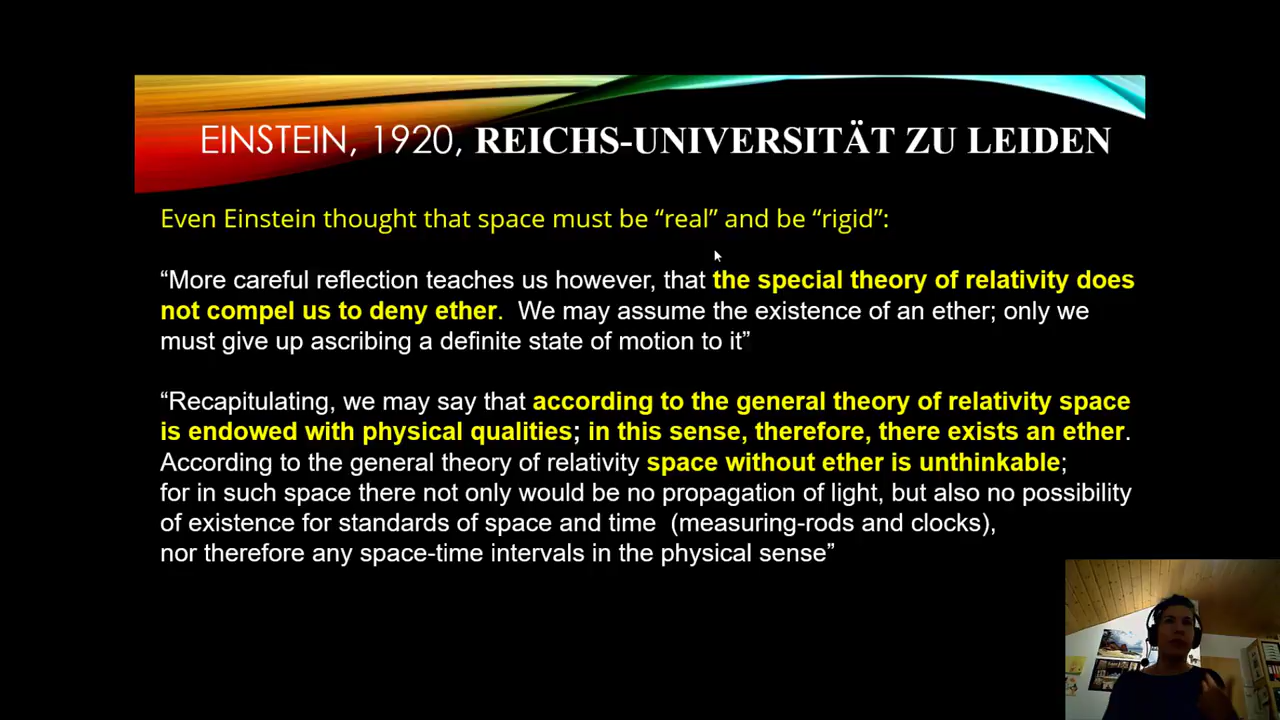 EINSTEIN, 1920, REICHS-UNIVERSITÄT ZU LEIDEN
Even Einstein thought that space must be “real” and be “rigid”:
“More careful reflection teaches us however, that the special theory of relativity does
not compel us to deny ether. We may assume the existence of an ether; only we
must give up ascribing a definite state of motion to it”
“Recapitulating, we may say that according to the general theory of relativity space
is endowed with physical qualities; in this sense, therefore, there exists an ether.
According to the general theory of relativity space without ether is unthinkable;
for in such space there not only would be no propagation of light, but also no possibility
of existence for standards of space and time (measuring-rods and clocks),
nor therefore any space-time intervals in the physical sense”